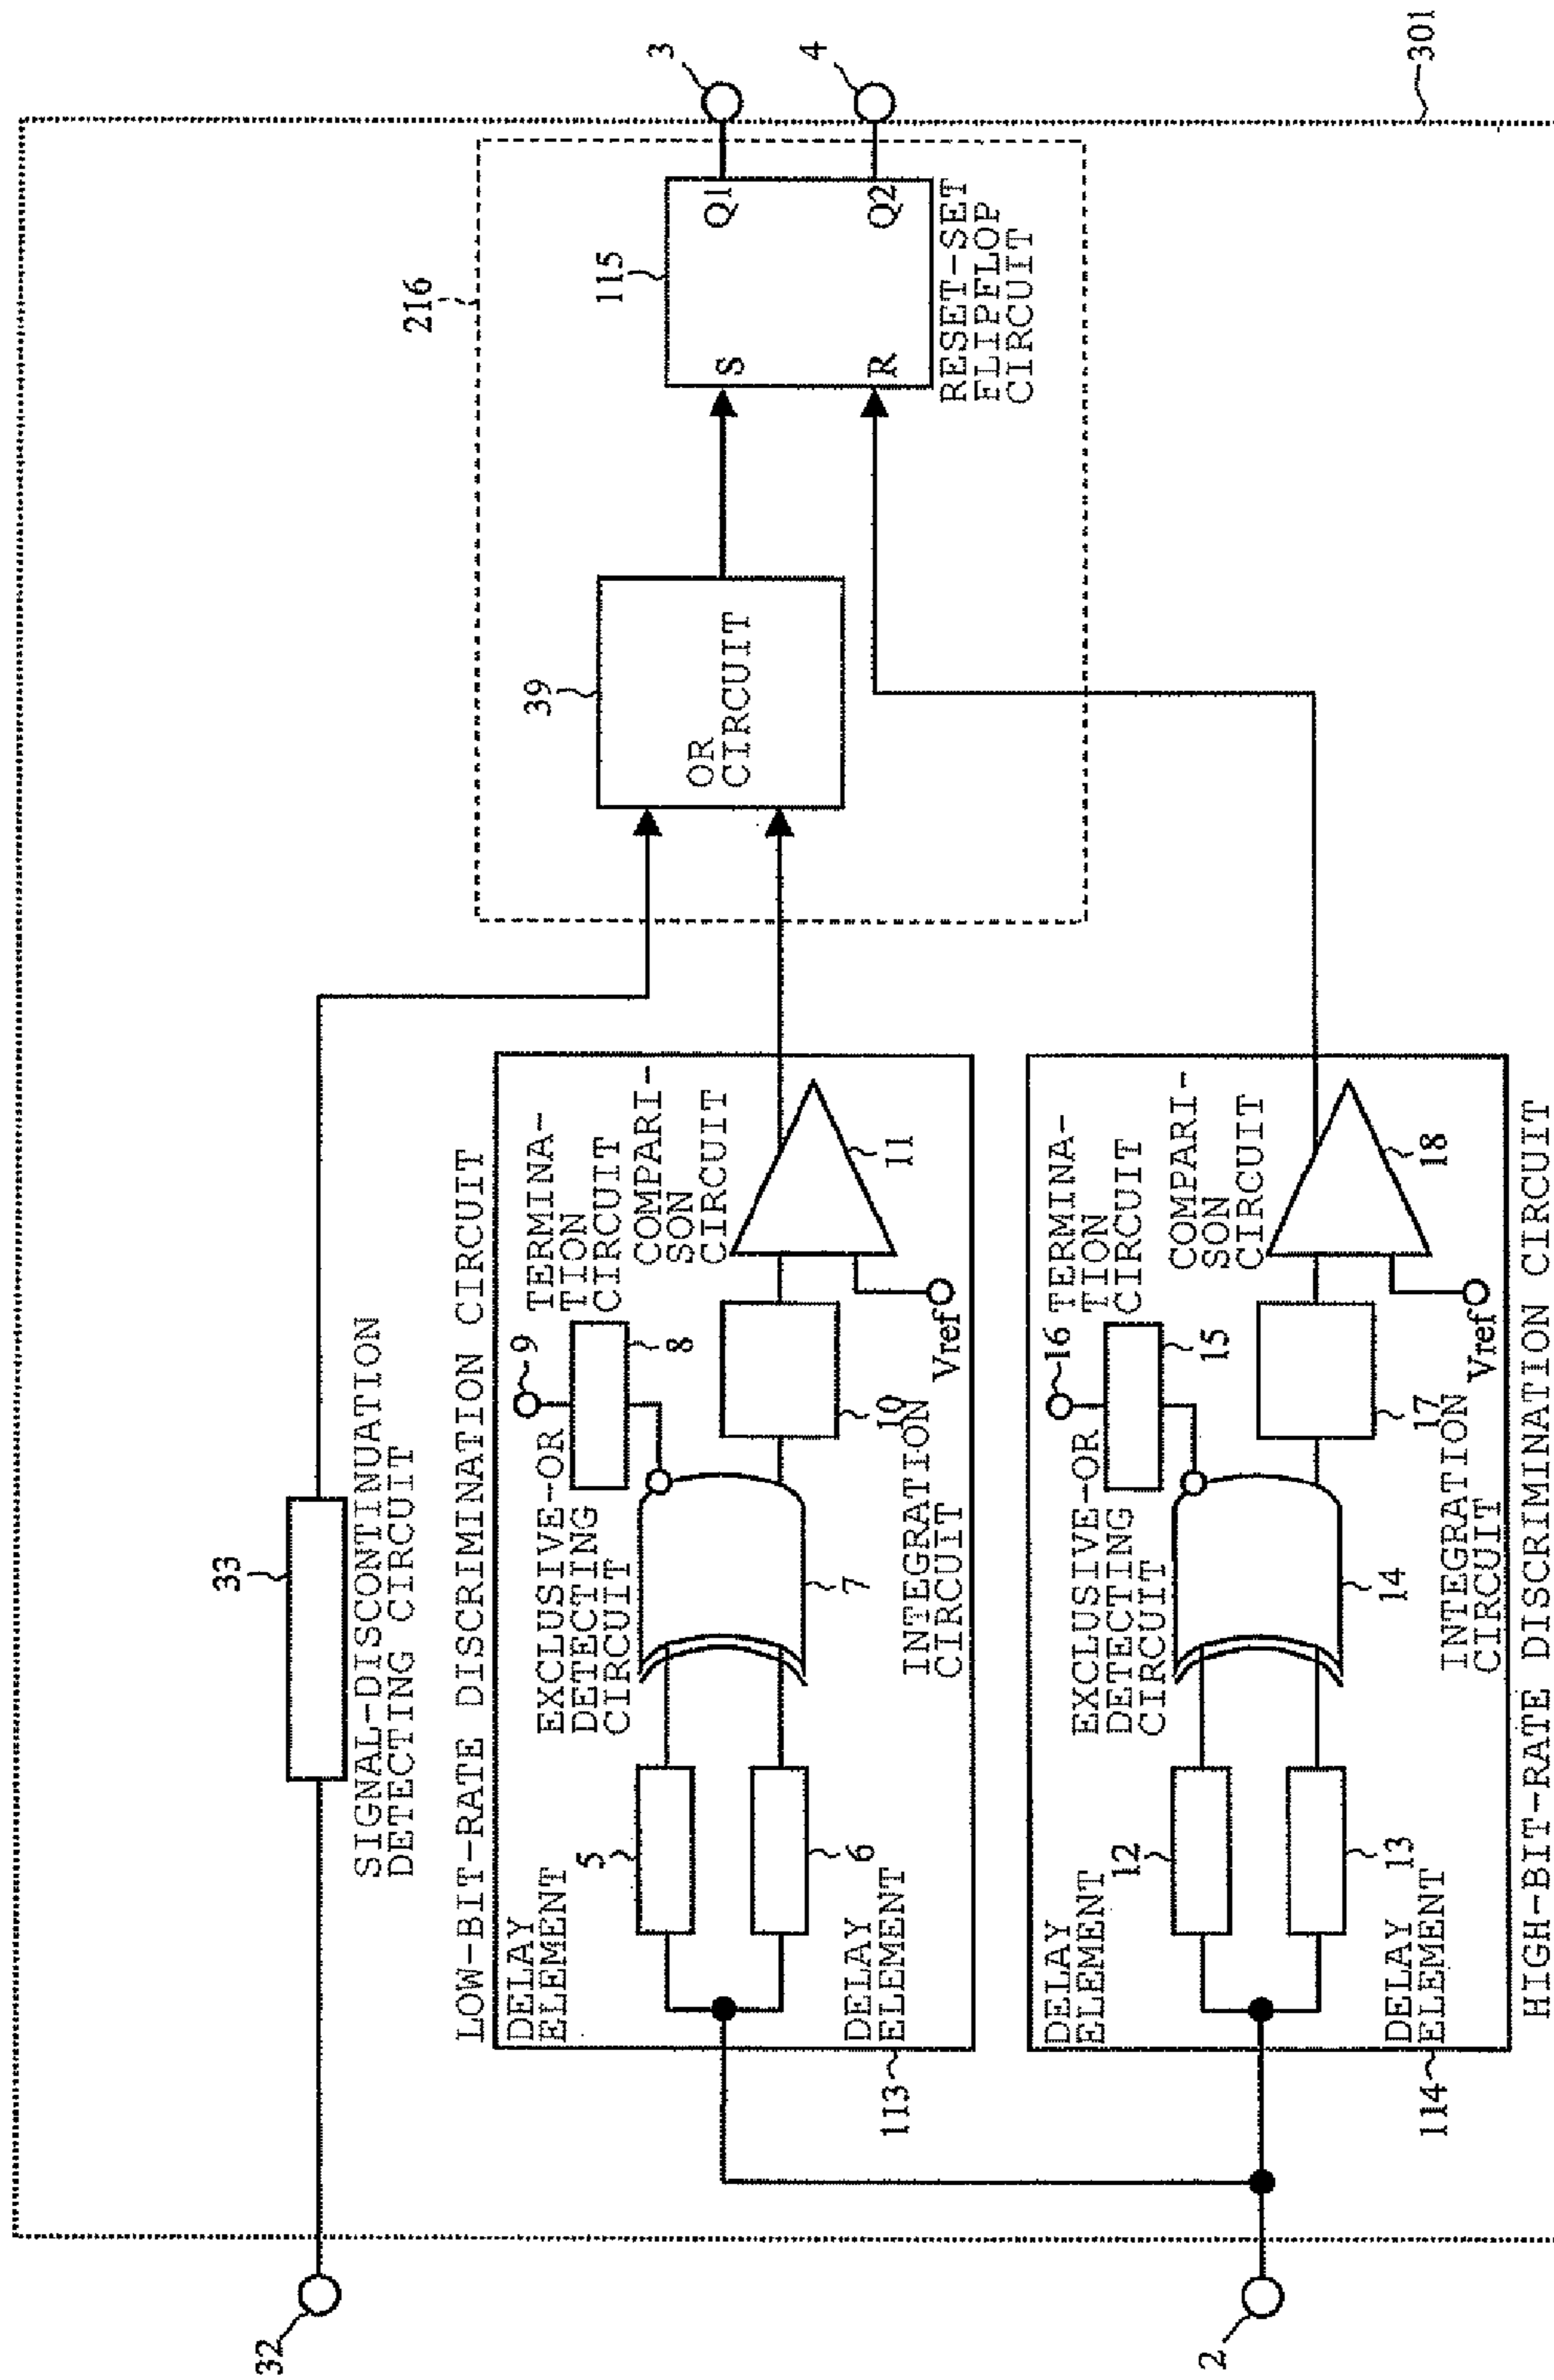 32
33
SIGNAL-DISCONTINUATION
DETECTING CIRCUIT
216
39
OR
CIRCUIT
115
S
R
Q1
Q2
RESET-SET
FLIPFLOP
CIRCUIT
3
4
301
LOW-BIT-RATE DISCRIMINATION CIRCUIT
DELAY
ELEMENT
5
6
DELAY
ELEMENT
EXCLUSIVE-OR
DETECTING
CIRCUIT
7
9
8
TERMINA-
TION
CIRCUIT
COMPARI-
SON
CIRCUIT
10
INTEGRATION
CIRCUIT
Vref
11
113
2
DELAY
ELEMENT
12
13
DELAY
ELEMENT
EXCLUSIVE-OR
DETECTING
CIRCUIT
14
16
15
TERMINA-
TION
CIRCUIT
COMPARI-
SON
CIRCUIT
17
INTEGRATION
CIRCUIT
Vref
18
114
HIGH-BIT-RATE DISCRIMINATION CIRCUIT